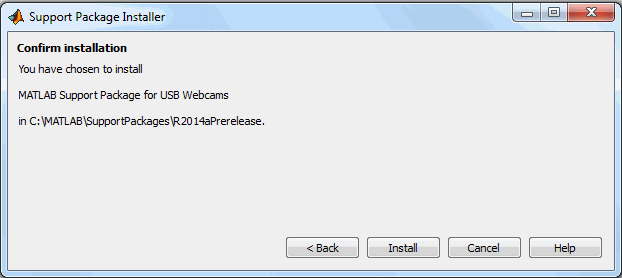 Support Package Installer
Confirm installation
You have chosen to install
MATLAB Support Package for USB Webcams
in C:\MATLAB\SupportPackages\R2014aPrerelease.
< Back Install Cancel Help